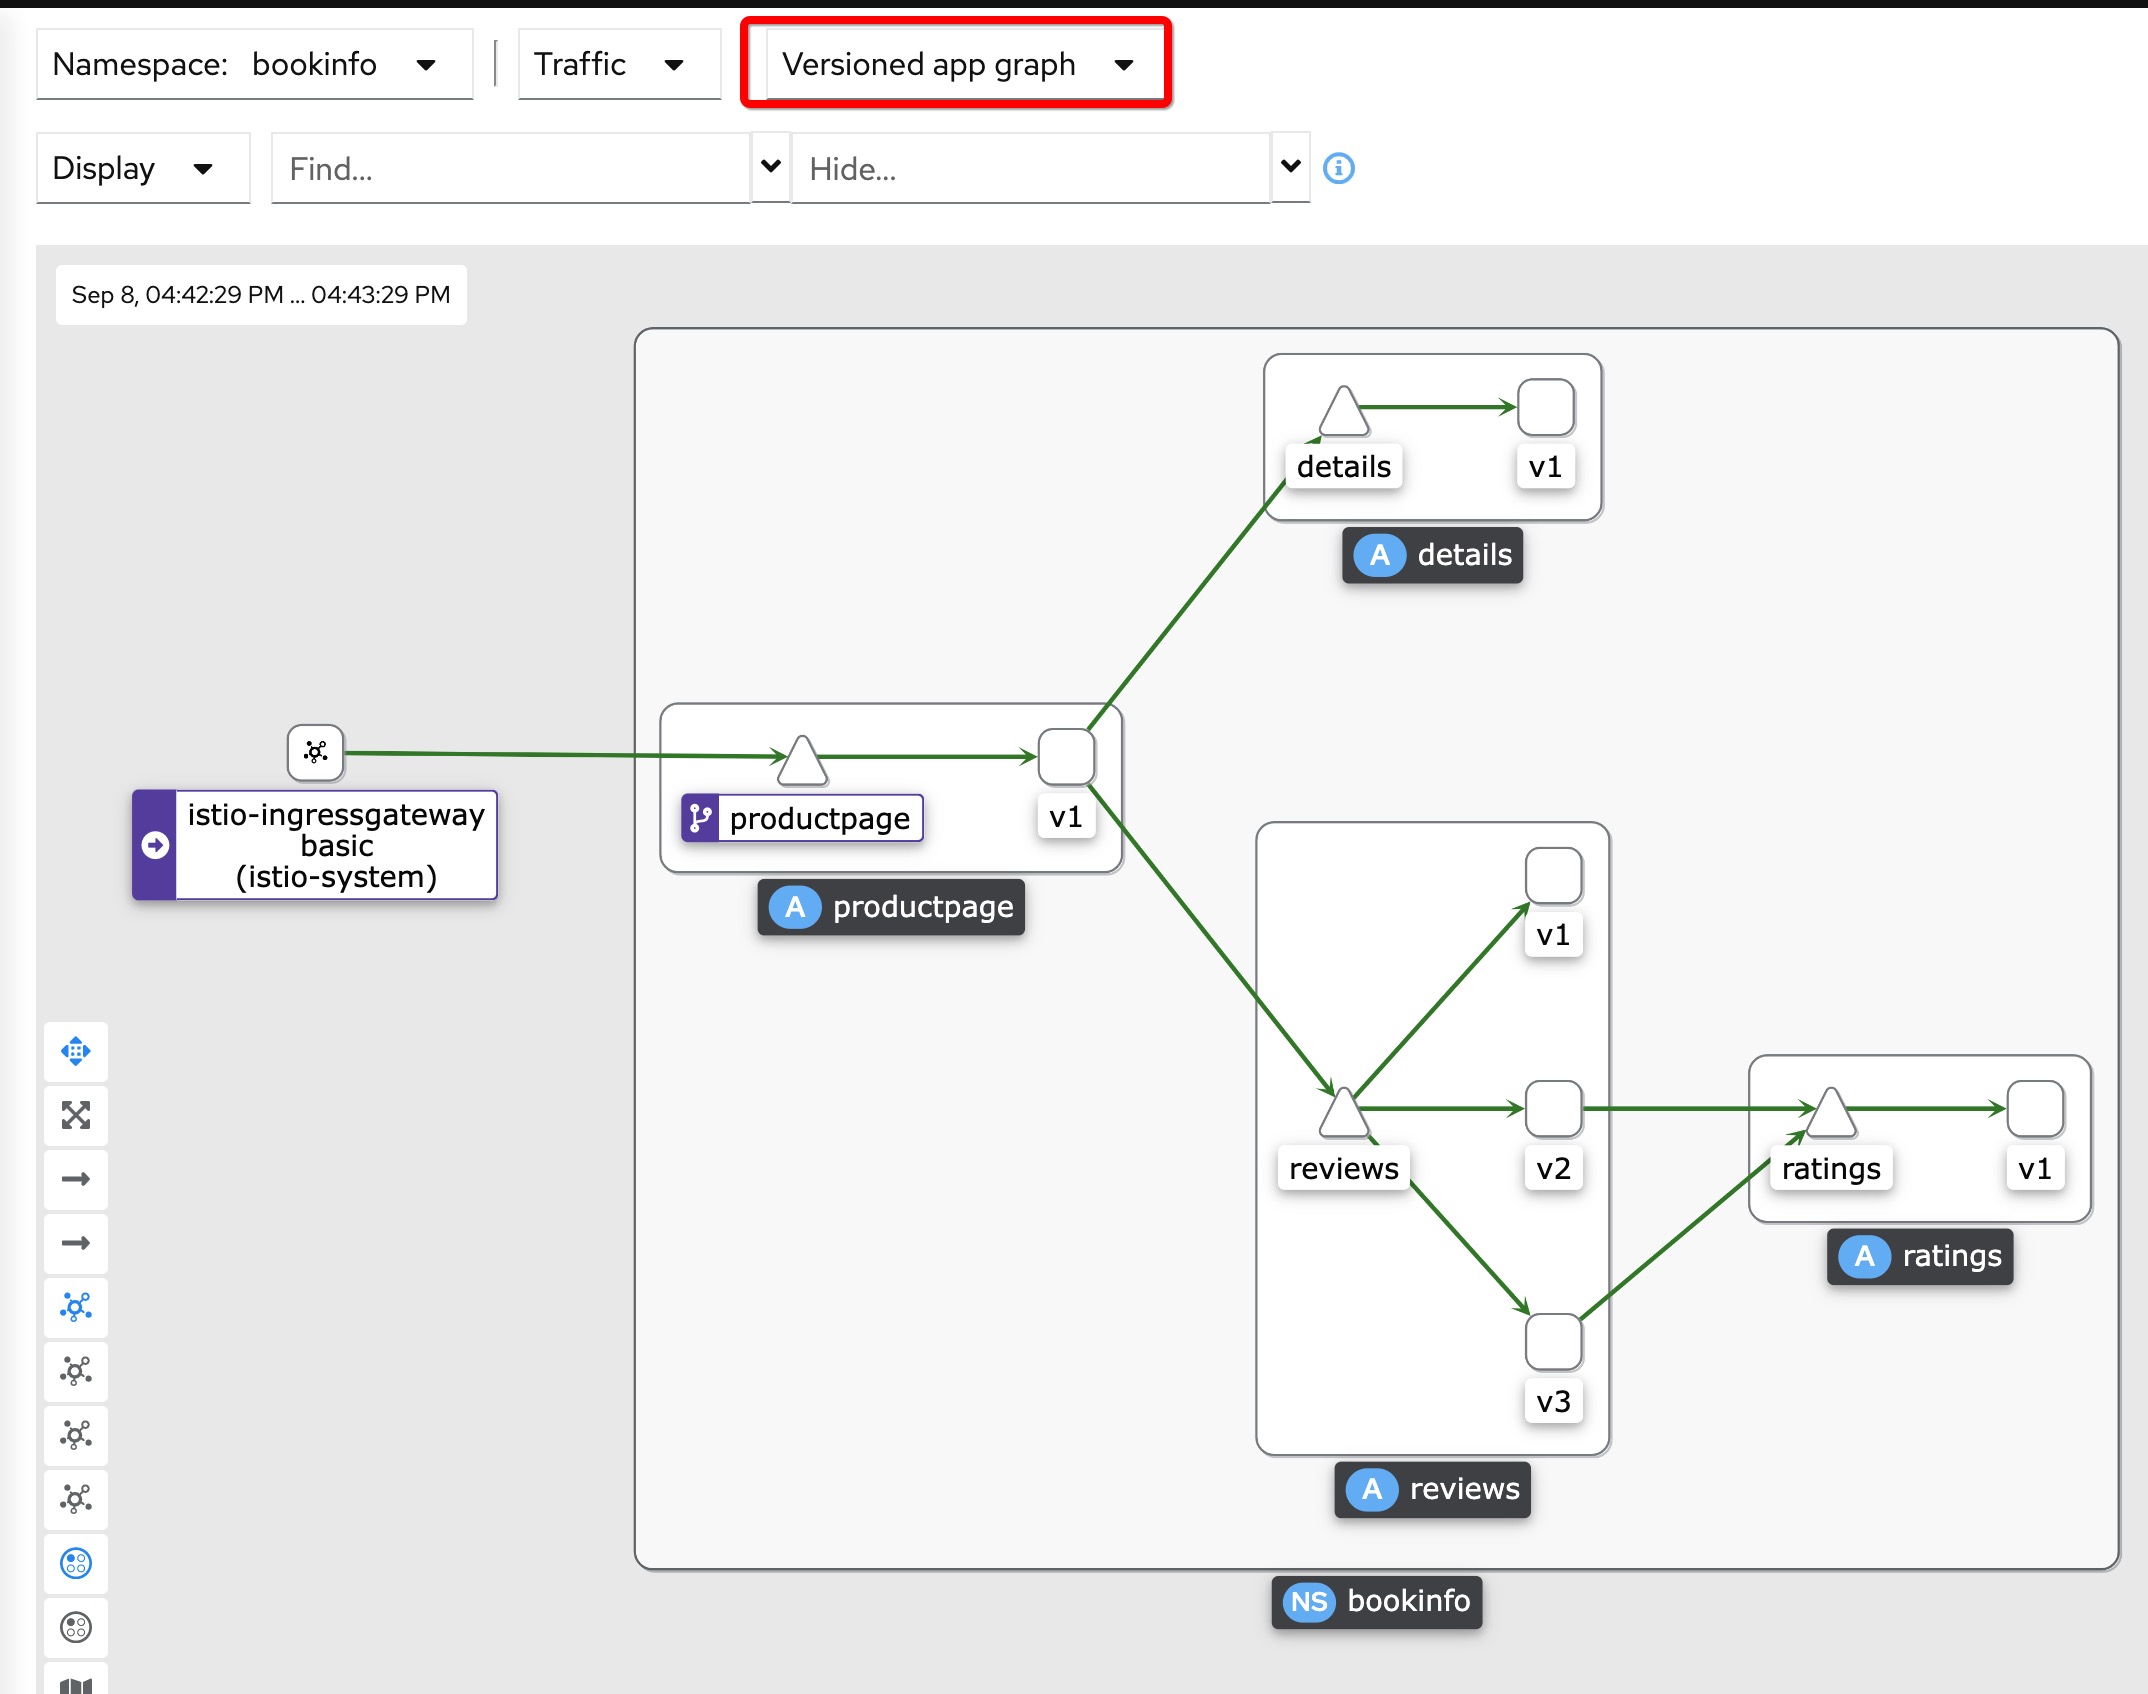 Namespace: bookinfo
Traffic
Versioned app graph
Display
Find...
Hide...
Sep 8, 04:42:29 PM ... 04:43:29 PM
details
v1
A details
istio-ingressgateway
basic
(istio-system)
productpage
v1
A productpage
v1
reviews
v2
ratings
v1
A ratings
v3
A reviews
NS bookinfo